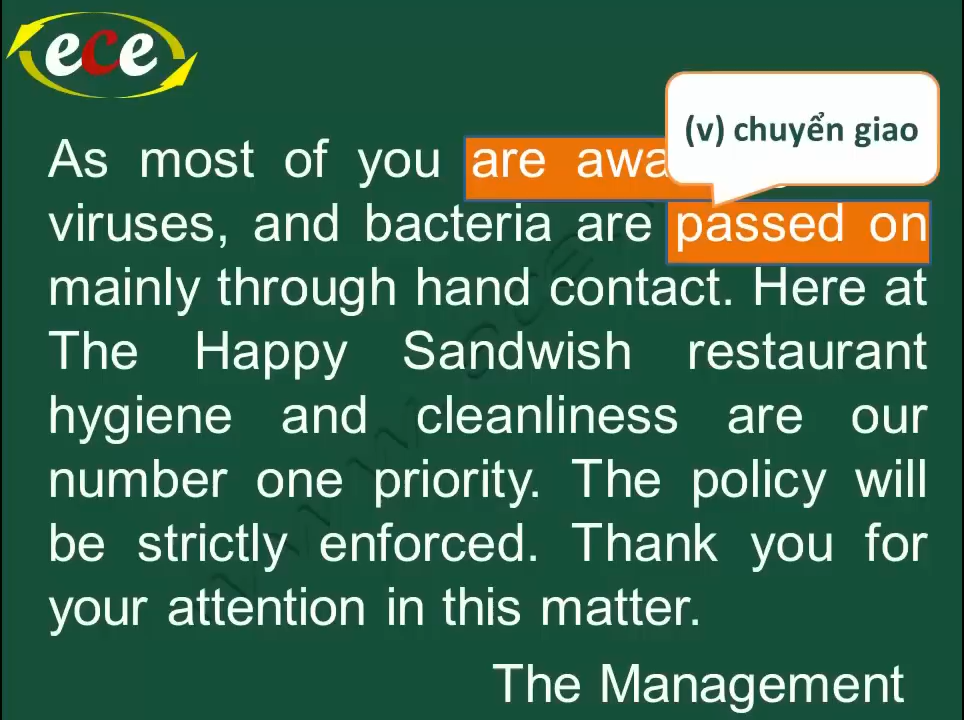 ece
(v) chuyển giao
As most of you are
viruses, and bacteria are passed on
mainly through hand contact. Here at
The Happy Sandwish restaurant
hygiene and cleanliness are our
number one priority. The policy will
be strictly enforced. Thank you for
your attention in this matter.
The Management